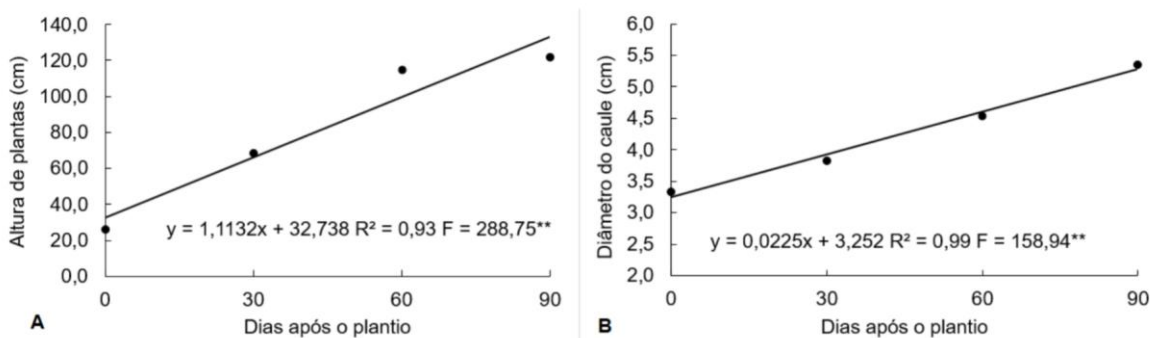 Altura de plantas (cm)
140,0
120,0
100,0
80,0
60,0
40,0
20,0
0,0
y = 1,1132x + 32,738 R² = 0,93 F = 288,75**
0 30 60 90
Dias após o plantio
A
Diâmetro do caule (cm)
6,0
5,5
5,0
4,5
4,0
3,5
3,0
2,5
2,0
y = 0,0225x + 3,252 R² = 0,99 F = 158,94**
0 30 60 90
Dias após o plantio
B